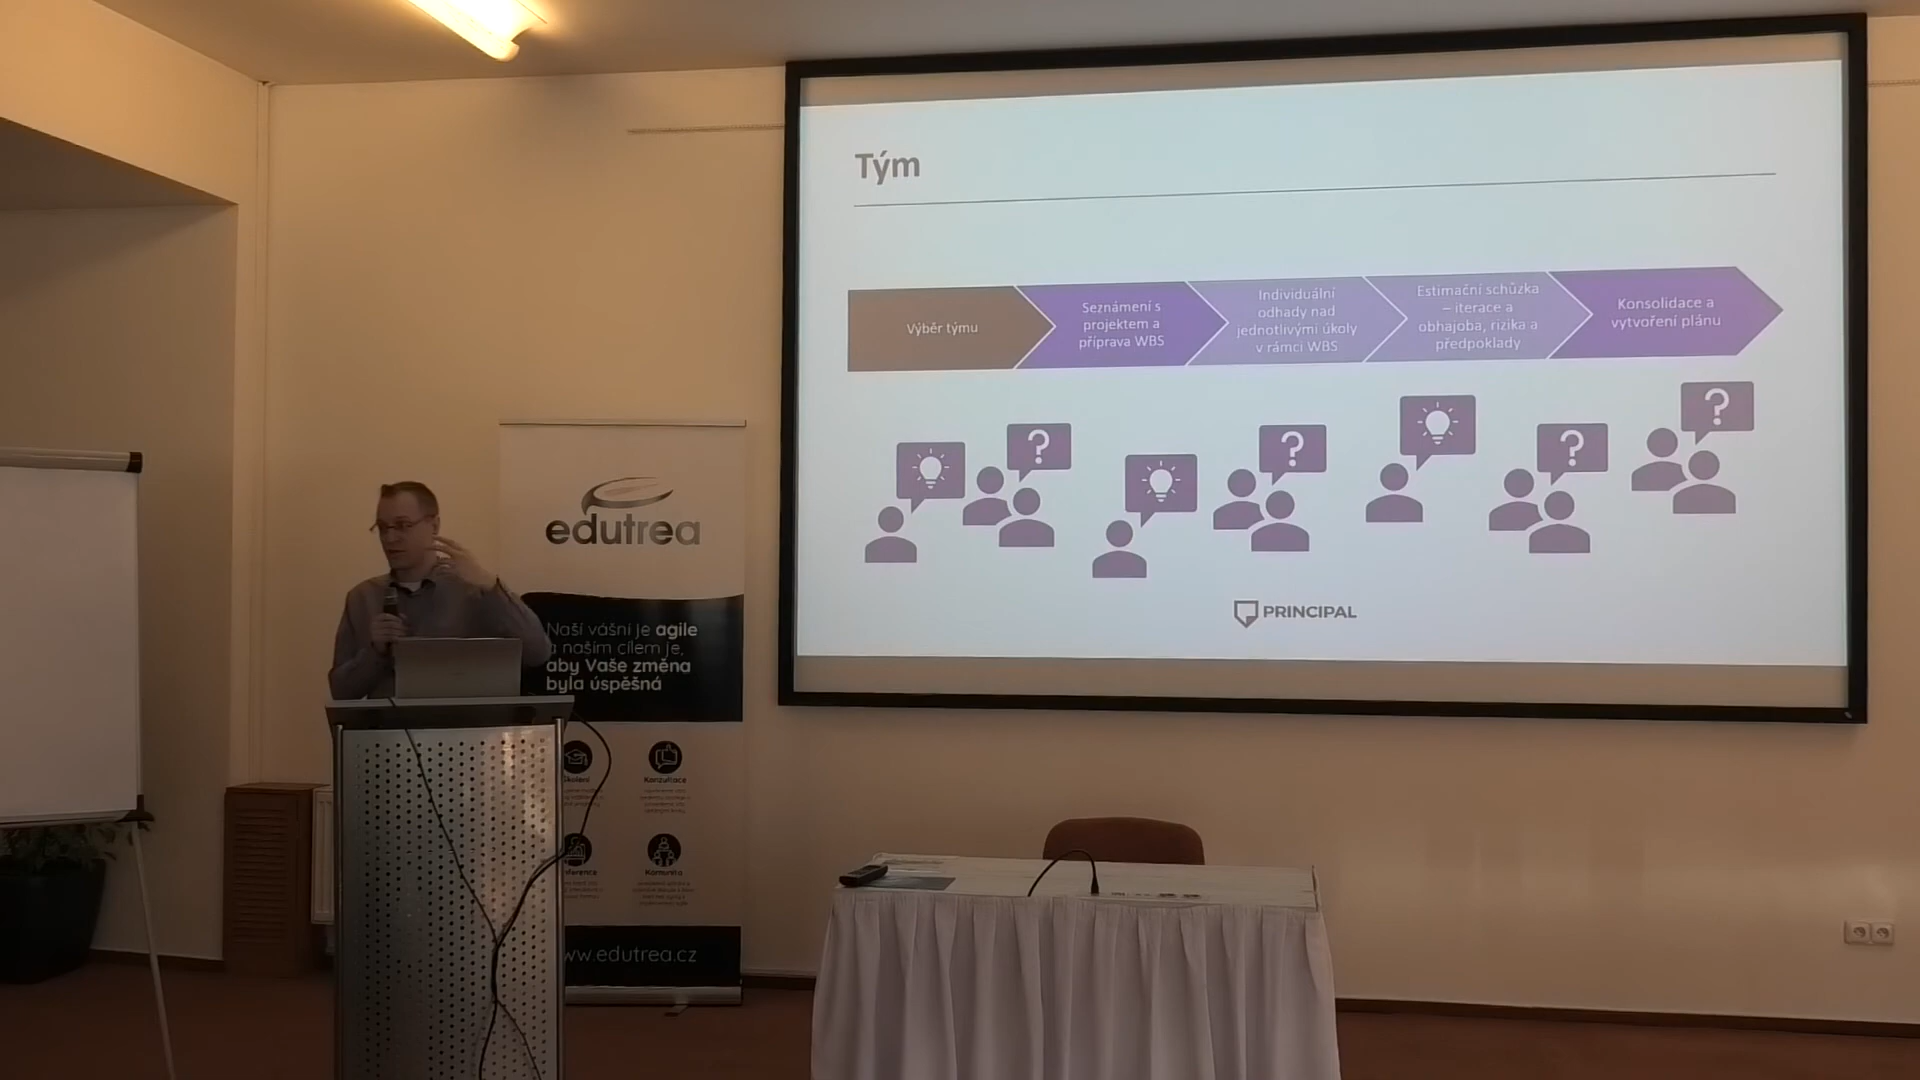 Tým
Výběr týmu
Seznámení s
projektem a
příprava WBS
Individuální
odhady nad
jednotlivými úkoly
v rámci WBS
Estimační schůzka
– iterace a
obhajoba, rizika a
předpoklady
Konsolidace a
vytvoření plánu
?
?
?
?
PRINCIPAL
edutrea
Naší vášní je agile
a naším cílem je,
aby Vaše změna
byla úspěšná
Školení
Konzultace
Komunita
www.edutrea.cz